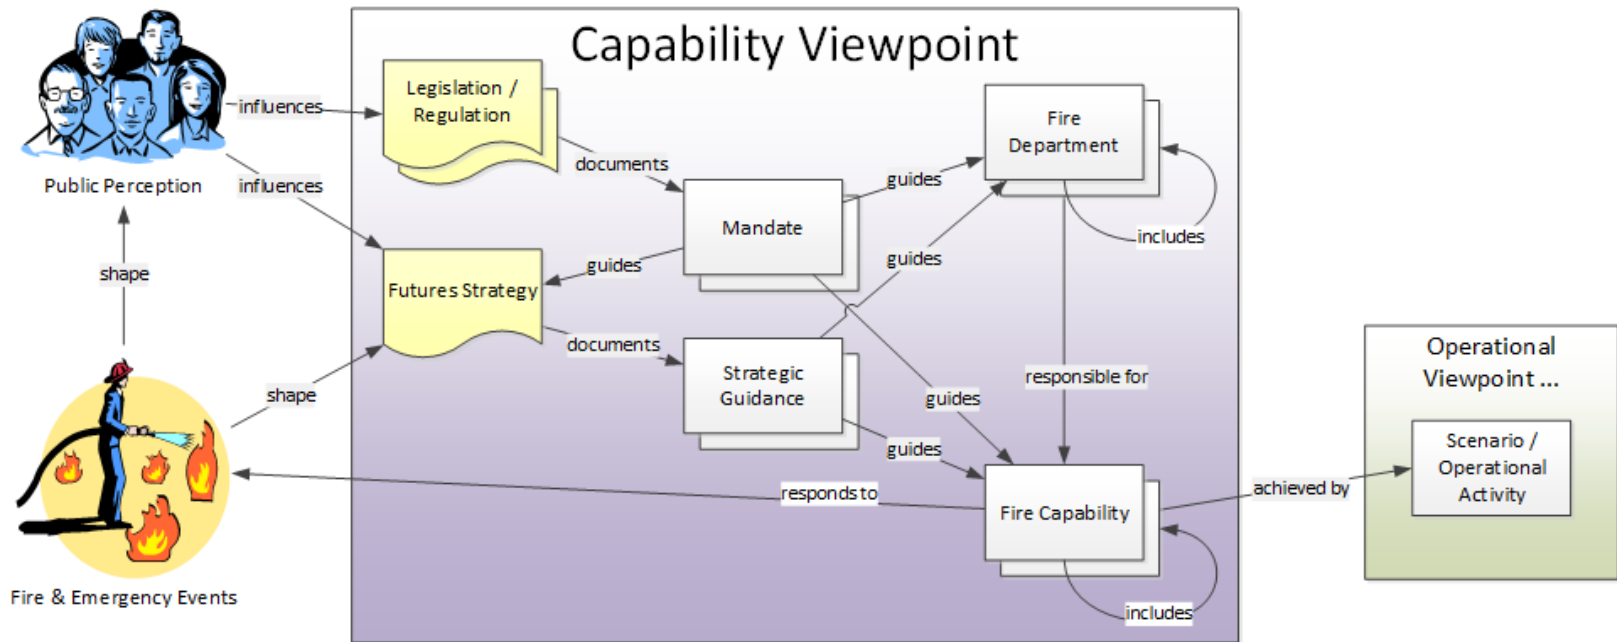 Capability Viewpoint
Public Perception
influences
influences
shape
shape
Fire & Emergency Events
Legislation /
Regulation
documents
Mandate
guides
guides
guides
guides
guides
Futures Strategy
documents
Strategic
Guidance
Fire
Department
includes
responsible for
responds to
Fire Capability
includes
achieved by
Operational
Viewpoint ...
Scenario /
Operational
Activity